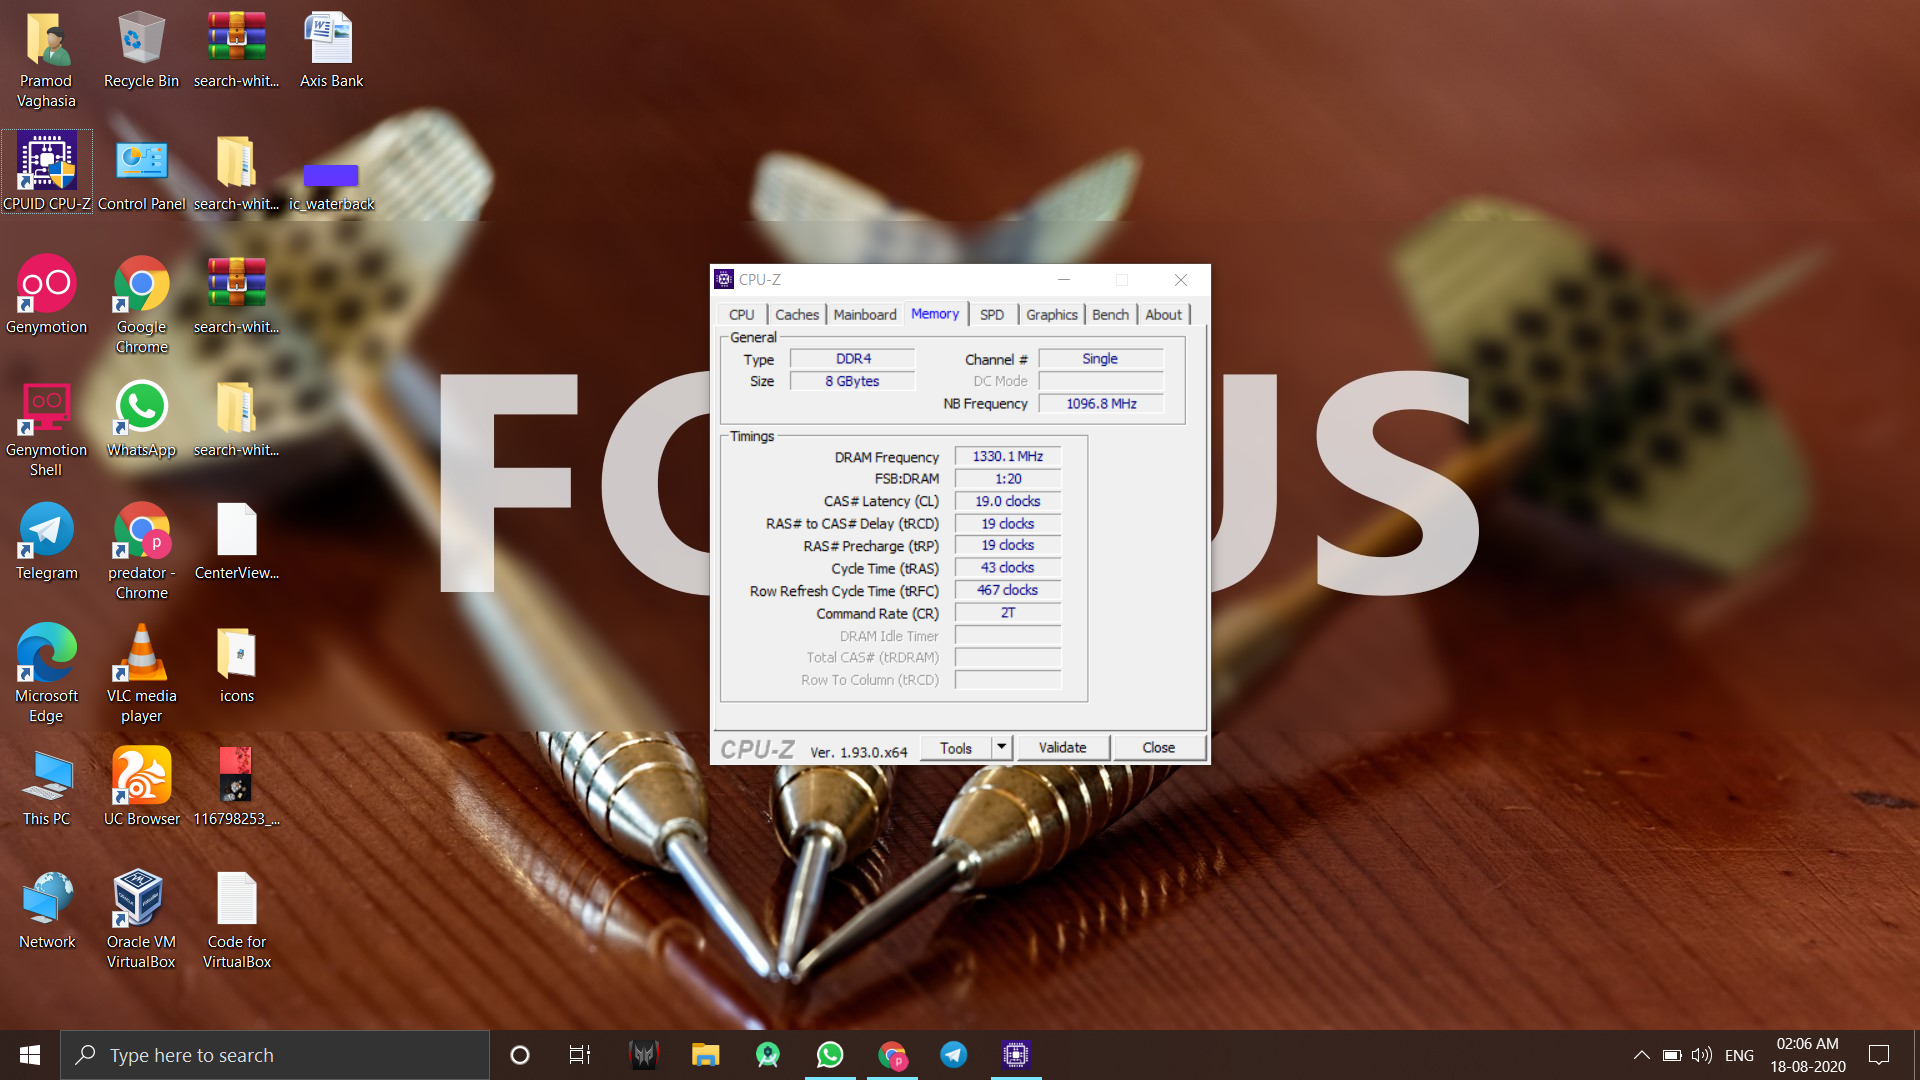 Pramod
Vaghasia
Recycle Bin
search-whit...
Axis Bank
CPUID CPU-Z
Control Panel
search-whit...
ic_waterback
Genymotion
Google
Chrome
search-whit...
Genymotion
Shell
WhatsApp
search-whit...
Telegram
predator -
Chrome
CenterView...
Microsoft
Edge
VLC media
player
icons
This PC
UC Browser
116798253_...
Network
Oracle VM
VirtualBox
Code for
VirtualBox
CPU-Z
CPU Caches Mainboard Memory SPD Graphics Bench About
General
Type DDR4 Channel # Single
Size 8 GBytes DC Mode
NB Frequency 1096.8 MHz
Timings
DRAM Frequency 1330.1 MHz
FSB:DRAM 1:20
CAS# Latency (CL) 19.0 clocks
RAS# to CAS# Delay (tRCD) 19 clocks
RAS# Precharge (tRP) 19 clocks
Cycle Time (tRAS) 43 clocks
Row Refresh Cycle Time (tRFC) 467 clocks
Command Rate (CR) 2T
DRAM Idle Timer
Total CAS# (tRDRAM)
Row To Column (tRCD)
CPU-Z Ver. 1.93.0.x64 Tools Validate Close
Type here to search
ENG
02:06 AM
18-08-2020